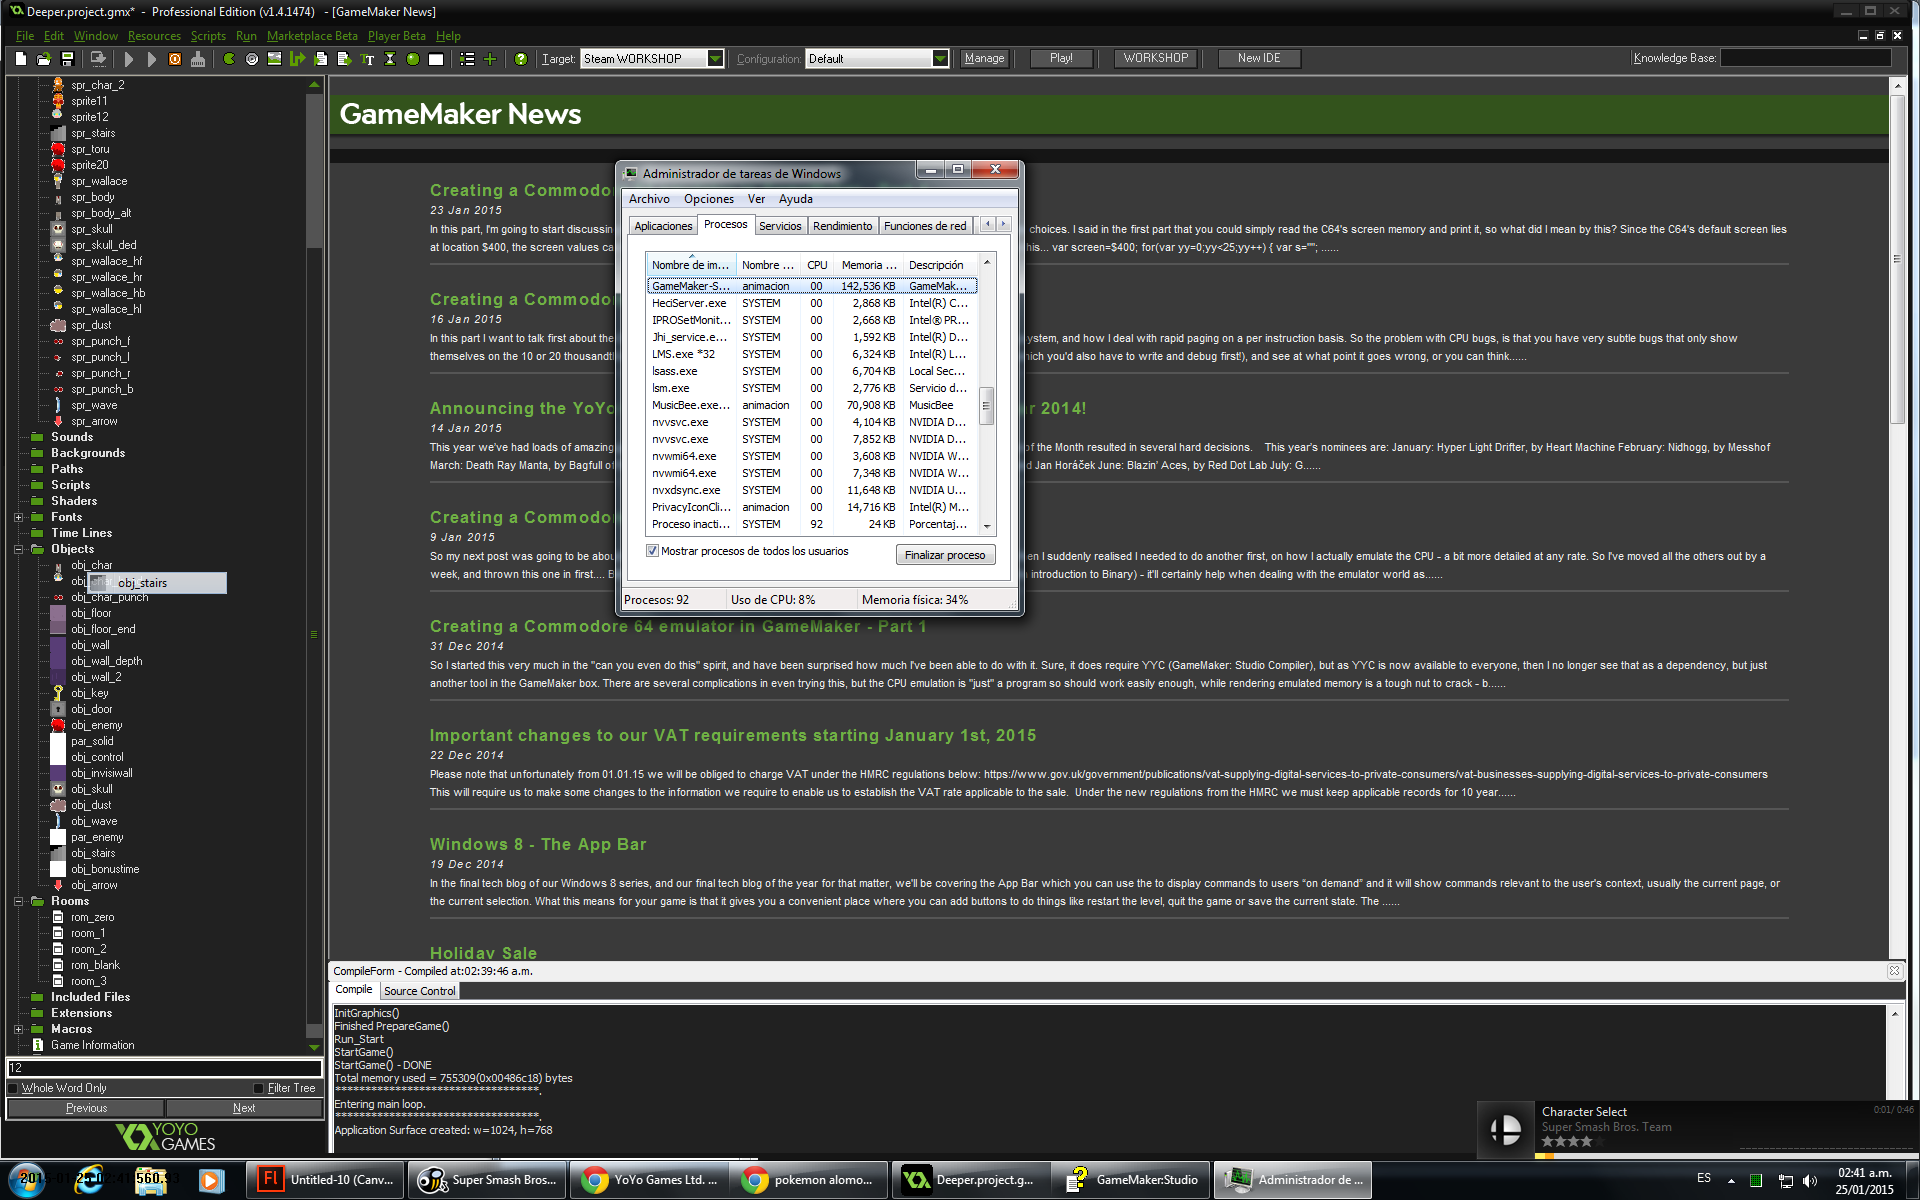 Deeper.project.gmx* - Professional Edition (v1.4.1474) - [GameMaker News]
File Edit Window Resources Scripts Run Marketplace Beta Player Beta Help
Target: Steam WORKSHOP Configuration: Default Manage Play! WORKSHOP New IDE Knowledge Base:
spr_char_2
sprite11
sprite12
spr_stairs
spr_toru
sprite20
spr_wallace
spr_body
spr_body_alt
spr_skull
spr_skull_ded
spr_wallace_hf
spr_wallace_hr
spr_wallace_hb
spr_wallace_hl
spr_dust
spr_punch_f
spr_punch_l
spr_punch_r
spr_punch_b
spr_wave
spr_arrow
Sounds
Backgrounds
Paths
Scripts
Shaders
Fonts
Time Lines
Objects
obj_char
obj_stairs
obj_char_punch
obj_floor
obj_floor_end
obj_wall
obj_wall_depth
obj_wall_2
obj_key
obj_door
obj_enemy
par_solid
obj_control
obj_invisiwall
obj_skull
obj_dust
obj_wave
par_enemy
obj_stairs
obj_bonustime
obj_arrow
Rooms
rom_zero
room_1
room_2
rom_blank
room_3
Included Files
Extensions
Macros
Game Information
12
Whole Word Only Filter Tree
Previous Next
YOYO
GAMES
GameMaker News
Creating a Commodo
23 Jan 2015
In this part, I'm going to start discussin choices. I said in the first part that you could simply read the C64's screen memory and print it, so what did I mean by this? Since the C64's default screen lies
at location $400, the screen values ca this... var screen=$400; for(var yy=0;yy<25;yy++) { var s=""; ......
Creating a Commodo
16 Jan 2015
In this part I want to talk first about the ystem, and how I deal with rapid paging on a per instruction basis. So the problem with CPU bugs, is that you have very subtle bugs that only show
themselves on the 10 or 20 thousandt hich you'd also have to write and debug first!), and see at what point it goes wrong, or you can think......
Announcing the YoYo r 2014!
14 Jan 2015
This year we've had loads of amazing of the Month resulted in several hard decisions. This year's nominees are: January: Hyper Light Drifter, by Heart Machine February: Nidhogg, by Messhof
March: Death Ray Manta, by Bagfull of d Jan Horáček June: Blazin' Aces, by Red Dot Lab July: G......
Creating a Commodo
9 Jan 2015
So my next post was going to be abou en I suddenly realised I needed to do another first, on how I actually emulate the CPU - a bit more detailed at any rate. So I've moved all the others out by a
week, and thrown this one in first.... B introduction to Binary) - it'll certainly help when dealing with the emulator world as......
Creating a Commodore 64 emulator in GameMaker - Part 1
31 Dec 2014
So I started this very much in the "can you even do this" spirit, and have been surprised how much I've been able to do with it. Sure, it does require YYC (GameMaker: Studio Compiler), but as YYC is now available to everyone, then I no longer see that as a dependency, but just
another tool in the GameMaker box. There are several complications in even trying this, but the CPU emulation is "just" a program so should work easily enough, while rendering emulated memory is a tough nut to crack - b......
Important changes to our VAT requirements starting January 1st, 2015
22 Dec 2014
Please note that unfortunately from 01.01.15 we will be obliged to charge VAT under the HMRC regulations below: https://www.gov.uk/government/publications/vat-supplying-digital-services-to-private-consumers/vat-businesses-supplying-digital-services-to-private-consumers
This will require us to make some changes to the information we require to enable us to establish the VAT rate applicable to the sale. Under the new regulations from the HMRC we must keep applicable records for 10 year......
Windows 8 - The App Bar
19 Dec 2014
In the final tech blog of our Windows 8 series, and our final tech blog of the year for that matter, we'll be covering the App Bar which you can use the to display commands to users “on demand” and it will show commands relevant to the user's context, usually the current page, or
the current selection. What this means for your game is that it gives you a convenient place where you can add buttons to do things like restart the level, quit the game or save the current state. The ......
Holiday Sale
Administrador de tareas de Windows
Archivo Opciones Ver Ayuda
Aplicaciones Procesos Servicios Rendimiento Funciones de red
Nombre de im... Nombre ... CPU Memoria ... Descripción
GameMaker-S... animacion 00 142,536 KB GameMak...
HeciServer.exe SYSTEM 00 2,868 KB Intel(R) C...
IPROSetMonit... SYSTEM 00 2,668 KB Intel® PR...
Jhi_service.e... SYSTEM 00 1,592 KB Intel(R) D...
LMS.exe *32 SYSTEM 00 6,324 KB Intel(R) L...
lsass.exe SYSTEM 00 6,704 KB Local Sec...
lsm.exe SYSTEM 00 2,776 KB Servicio d...
MusicBee.exe... animacion 00 70,908 KB MusicBee
nvvsvc.exe SYSTEM 00 4,104 KB NVIDIA D...
nvvsvc.exe SYSTEM 00 7,852 KB NVIDIA D...
nvwmi64.exe SYSTEM 00 3,608 KB NVIDIA W...
nvwmi64.exe SYSTEM 00 7,348 KB NVIDIA W...
nvxdsync.exe SYSTEM 00 11,648 KB NVIDIA U...
PrivacyIconCli... animacion 00 14,716 KB Intel(R) M...
Proceso inacti... SYSTEM 92 24 KB Porcentaj...
Mostrar procesos de todos los usuarios Finalizar proceso
Procesos: 92 Uso de CPU: 8% Memoria física: 34%
CompileForm - Compiled at:02:39:46 a.m.
Compile Source Control
InitGraphics()
Finished PrepareGame()
Run_Start
StartGame()
StartGame() - DONE
Total memory used = 755309(0x00486c18) bytes
***********************************.
Entering main loop.
***********************************.
Application Surface created: w=1024, h=768
Character Select 0:01/ 0:46
Super Smash Bros. Team
Untitled-10 (Canv... Super Smash Bros... YoYo Games Ltd. ... pokemon alomo... Deeper.project.g... GameMaker:Studio Administrador de ...
ES
02:41 a.m.
25/01/2015